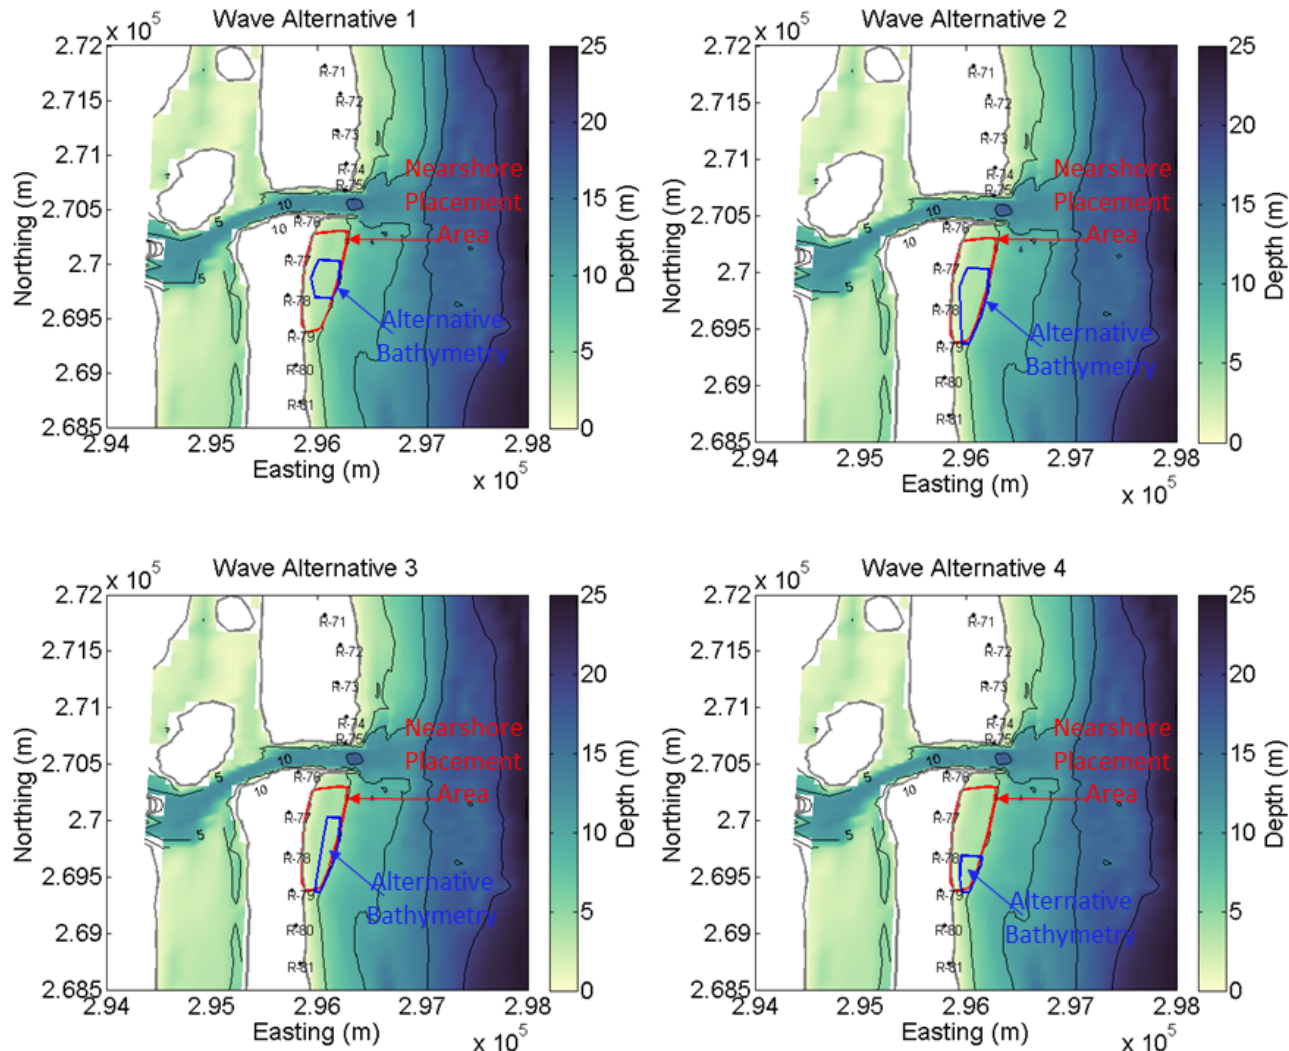 Wave Alternative 1
x 10^5
2.72
2.715
2.71
2.705
2.7
2.695
2.69
2.685
Northing (m)
2.94 2.95 2.96 2.97 2.98
Easting (m)
x 10^5
R-71
R-72
R-73
R-74
R-75
R-76
R-77
R-78
R-79
R-80
R-81
5
10
10
5
Nearshore
Placement
Area
Alternative
Bathymetry
25
20
15
10
5
0
Depth (m)
Wave Alternative 2
x 10^5
2.72
2.715
2.71
2.705
2.7
2.695
2.69
2.685
Northing (m)
2.94 2.95 2.96 2.97 2.98
Easting (m)
x 10^5
R-71
R-72
R-73
R-74
R-75
R-76
R-77
R-78
R-79
R-80
R-81
5
10
10
5
Nearshore
Placement
Area
Alternative
Bathymetry
25
20
15
10
5
0
Depth (m)
Wave Alternative 3
x 10^5
2.72
2.715
2.71
2.705
2.7
2.695
2.69
2.685
Northing (m)
2.94 2.95 2.96 2.97 2.98
Easting (m)
x 10^5
R-71
R-72
R-73
R-74
R-75
R-76
R-77
R-78
R-79
R-80
R-81
5
10
10
5
Nearshore
Placement
Area
Alternative
Bathymetry
25
20
15
10
5
0
Depth (m)
Wave Alternative 4
x 10^5
2.72
2.715
2.71
2.705
2.7
2.695
2.69
2.685
Northing (m)
2.94 2.95 2.96 2.97 2.98
Easting (m)
x 10^5
R-71
R-72
R-73
R-74
R-75
R-76
R-77
R-78
R-79
R-80
R-81
5
10
10
5
Nearshore
Placement
Area
Alternative
Bathymetry
25
20
15
10
5
0
Depth (m)